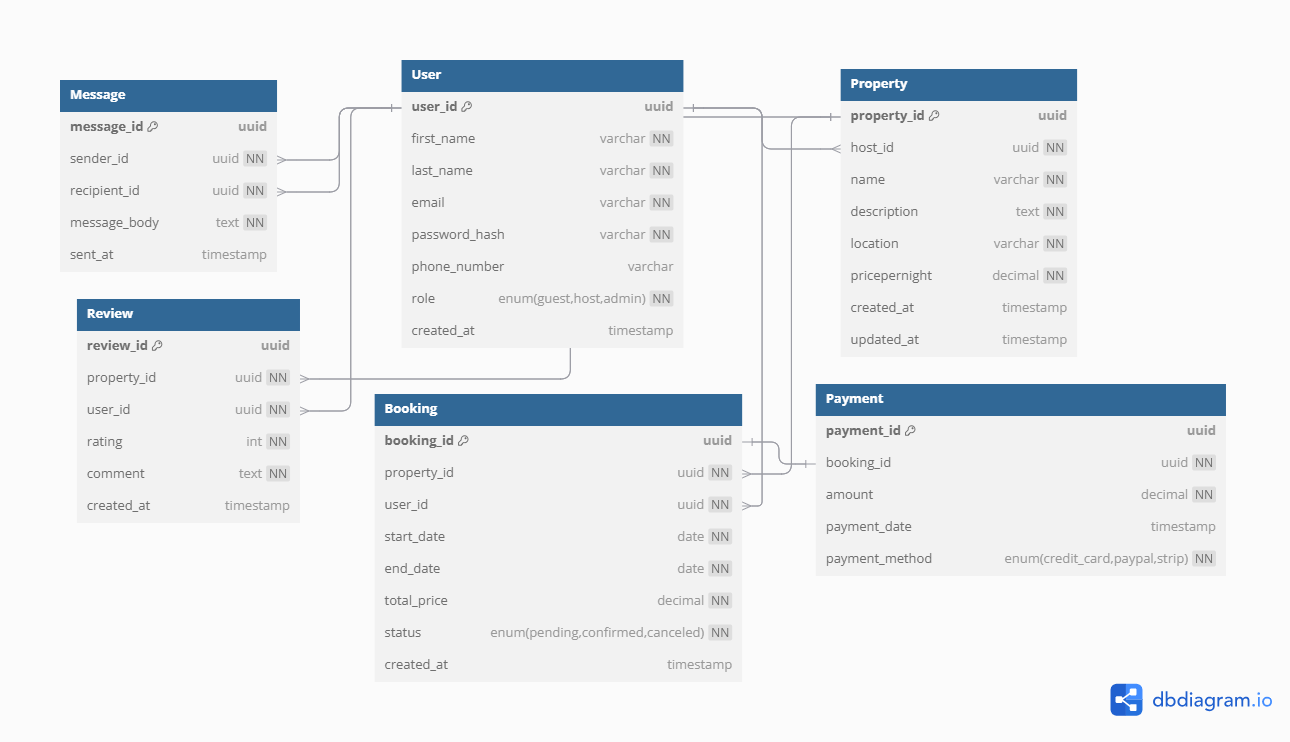 Message
message_id uuid
sender_id uuid NN
recipient_id uuid NN
message_body text NN
sent_at timestamp
User
user_id uuid
first_name varchar NN
last_name varchar NN
email varchar NN
password_hash varchar NN
phone_number varchar
role enum(guest,host,admin) NN
created_at timestamp
Property
property_id uuid
host_id uuid NN
name varchar NN
description text NN
location varchar NN
pricepernight decimal NN
created_at timestamp
updated_at timestamp
Review
review_id uuid
property_id uuid NN
user_id uuid NN
rating int NN
comment text NN
created_at timestamp
Booking
booking_id uuid
property_id uuid NN
user_id uuid NN
start_date date NN
end_date date NN
total_price decimal NN
status enum(pending,confirmed,canceled) NN
created_at timestamp
Payment
payment_id uuid
booking_id uuid NN
amount decimal NN
payment_date timestamp
payment_method enum(credit_card,paypal,strip) NN
dbdiagram.io